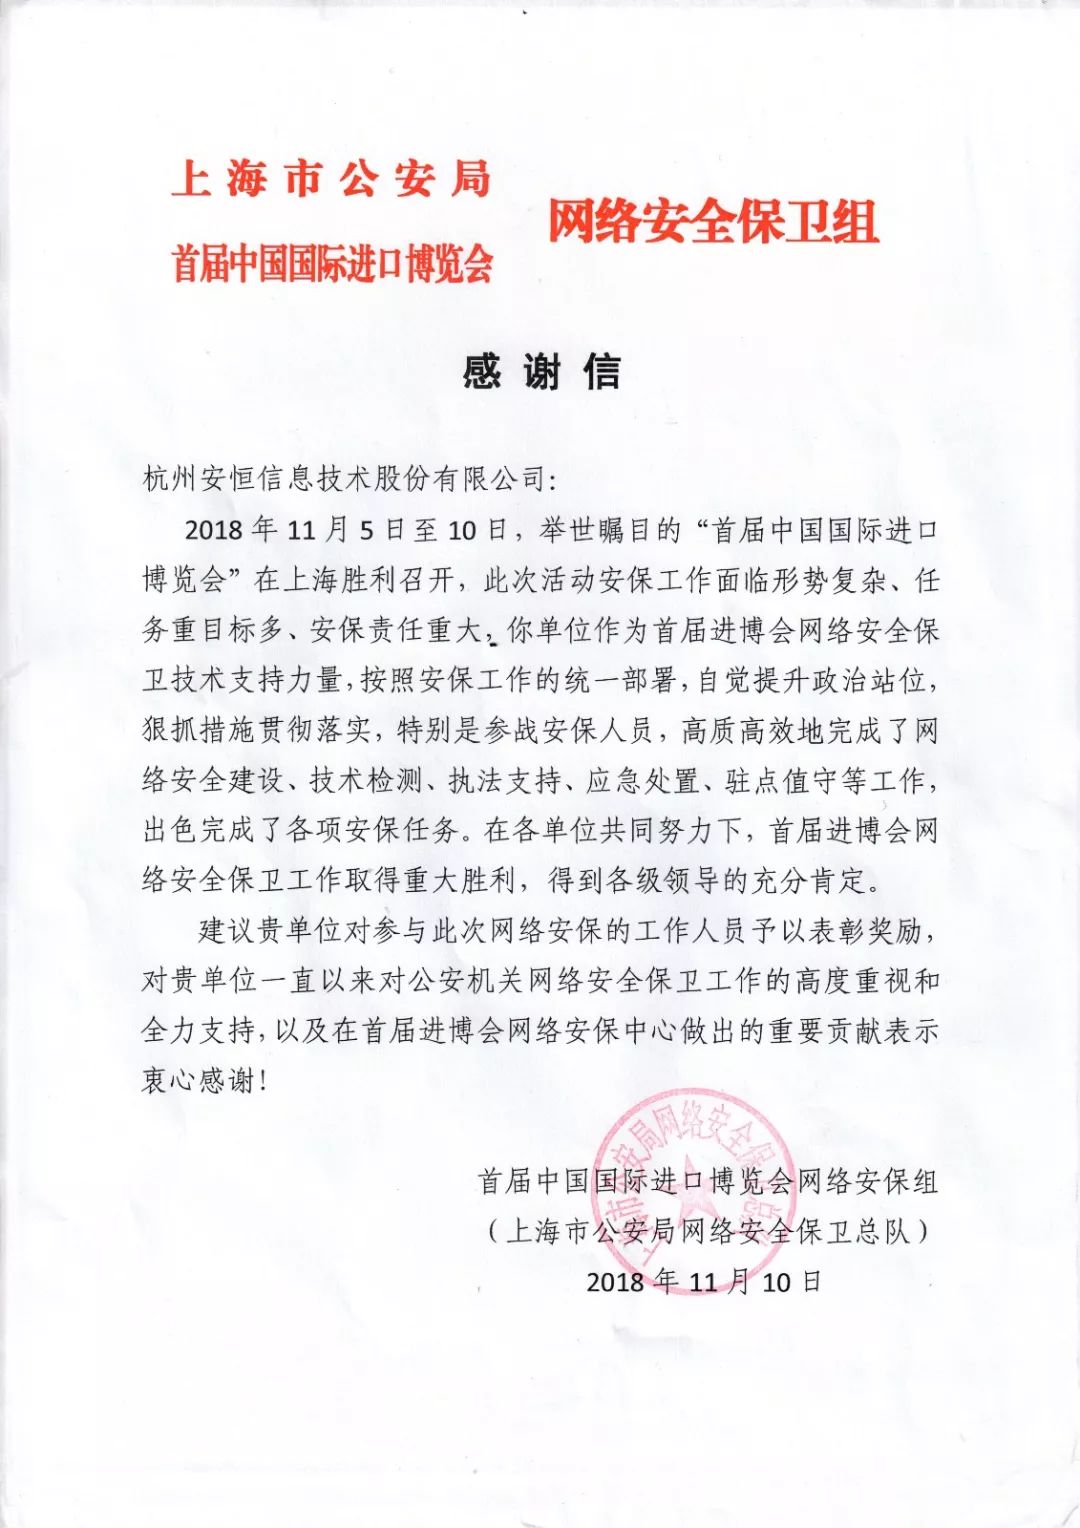 上海市公安局
首届中国国际进口博览会
网络安全保卫组
感谢信
杭州安恒信息技术股份有限公司：
2018年11月5日至10日，举世瞩目的“首届中国国际进口
博览会”在上海胜利召开，此次活动安保工作面临形势复杂、任
务重目标多、安保责任重大，你单位作为首届进博会网络安全保
卫技术支持力量，按照安保工作的统一部署，自觉提升政治站位，
狠抓措施贯彻落实，特别是参战安保人员，高质高效地完成了网
络安全建设、技术检测、执法支持、应急处置、驻点值守等工作，
出色完成了各项安保任务。在各单位共同努力下，首届进博会网
络安全保卫工作取得重大胜利，得到各级领导的充分肯定。
建议贵单位对参与此次网络安保的工作人员予以表彰奖励，
对贵单位一直以来对公安机关网络安全保卫工作的高度重视和
全力支持，以及在首届进博会网络安保中心做出的重要贡献表示
衷心感谢！
首届中国国际进口博览会网络安保组
（上海市公安局网络安全保卫总队）
2018年11月10日
上海市公安局网络安全保卫总队